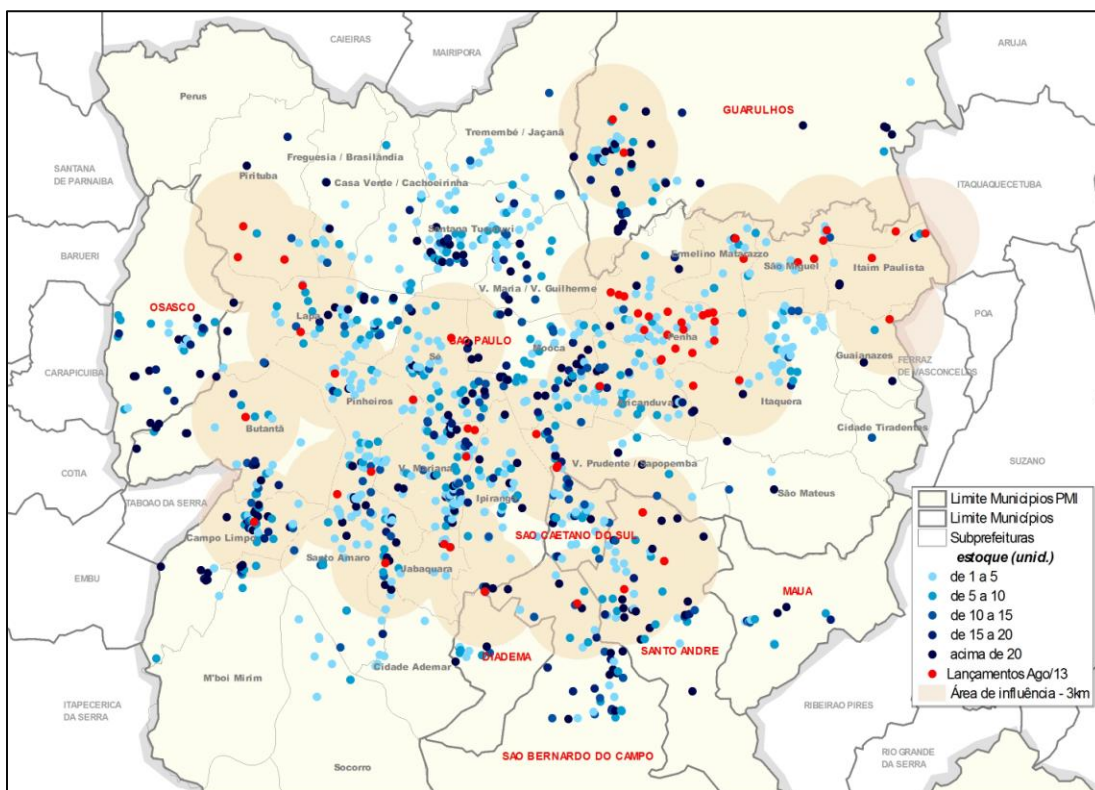 CAIEIRAS
MAIRIPORA
ARUJA
Perus
GUARULHOS
Tremembé / Jaçanã
Freguesia / Brasilândia
SANTANA
DE PARNAIBA
Pirituba
Casa Verde / Cachoeirinha
ITAQUAQUECETUBA
Santana Tucuruvi
BARUERI
Ermelino Matarazzo
São Miguel
Itaim Paulista
V. Maria / V. Guilherme
OSASCO
Lapa
POA
SAO PAULO
Penha
Mooca
Sé
Guaianazes
FERRAZ
DE VASCONCELOS
CARAPICUIBA
Pinheiros
Aricanduva
Itaquera
Butantã
Cidade Tiradentes
COTIA
V. Mariana
V. Prudente / Sapopemba
SUZANO
TABOAO DA SERRA
Ipiranga
São Mateus
Campo Limpo
SAO CAETANO DO SUL
Santo Amaro
Jabaquara
EMBU
MAUA
DIADEMA
SANTO ANDRE
Cidade Ademar
M'boi Mirim
ITAPECERICA
DA SERRA
RIBEIRAO PIRES
SAO BERNARDO DO CAMPO
Socorro
RIO GRANDE
DA SERRA
Limite Municipios PMI
Limite Municípios
Subprefeituras
estoque (unid.)
de 1 a 5
de 5 a 10
de 10 a 15
de 15 a 20
acima de 20
Lançamentos Ago/13
Área de influência - 3km